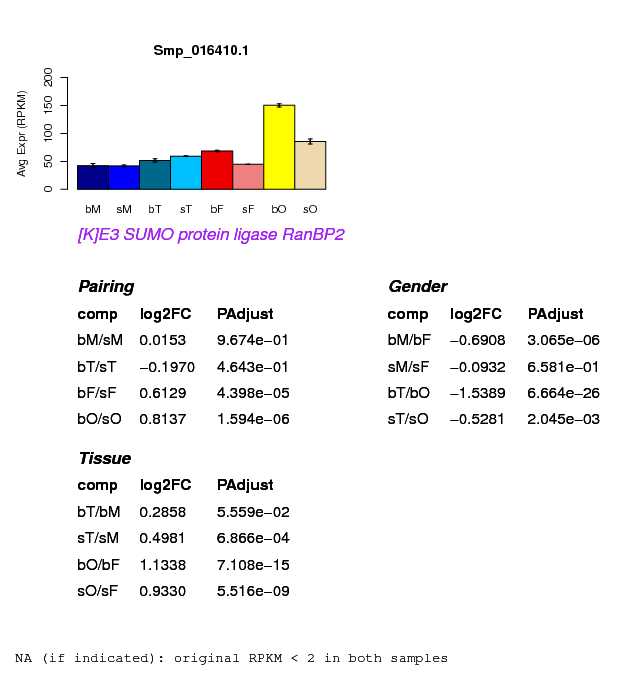 Smp_016410.1
Avg Expr (RPKM)
200
150
100
50
0
bM sM bT sT bF sF bO sO
[K]E3 SUMO protein ligase RanBP2
Pairing
comp log2FC PAdjust
bM/sM 0.0153 9.674e−01
bT/sT −0.1970 4.643e−01
bF/sF 0.6129 4.398e−05
bO/sO 0.8137 1.594e−06
Gender
comp log2FC PAdjust
bM/bF −0.6908 3.065e−06
sM/sF −0.0932 6.581e−01
bT/bO −1.5389 6.664e−26
sT/sO −0.5281 2.045e−03
Tissue
comp log2FC PAdjust
bT/bM 0.2858 5.559e−02
sT/sM 0.4981 6.866e−04
bO/bF 1.1338 7.108e−15
sO/sF 0.9330 5.516e−09
NA (if indicated): original RPKM < 2 in both samples